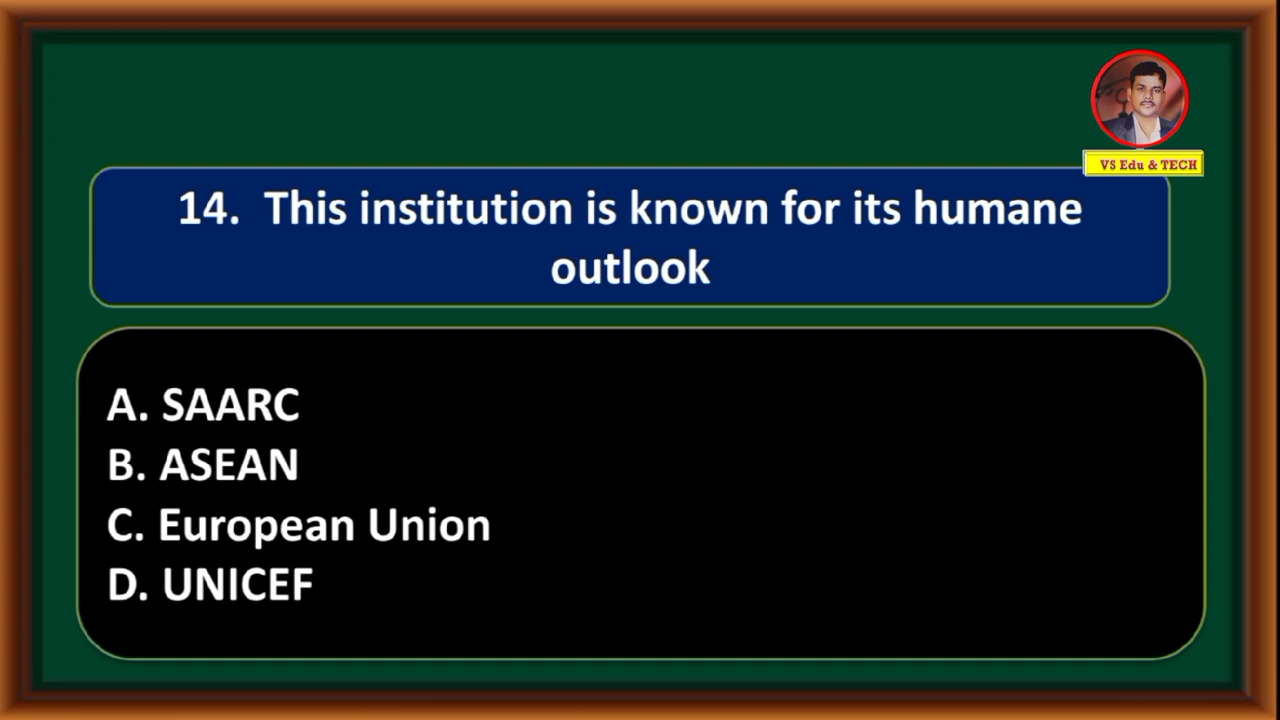 VS Edu & TECH
14. This institution is known for its humane
outlook
A. SAARC
B. ASEAN
C. European Union
D. UNICEF